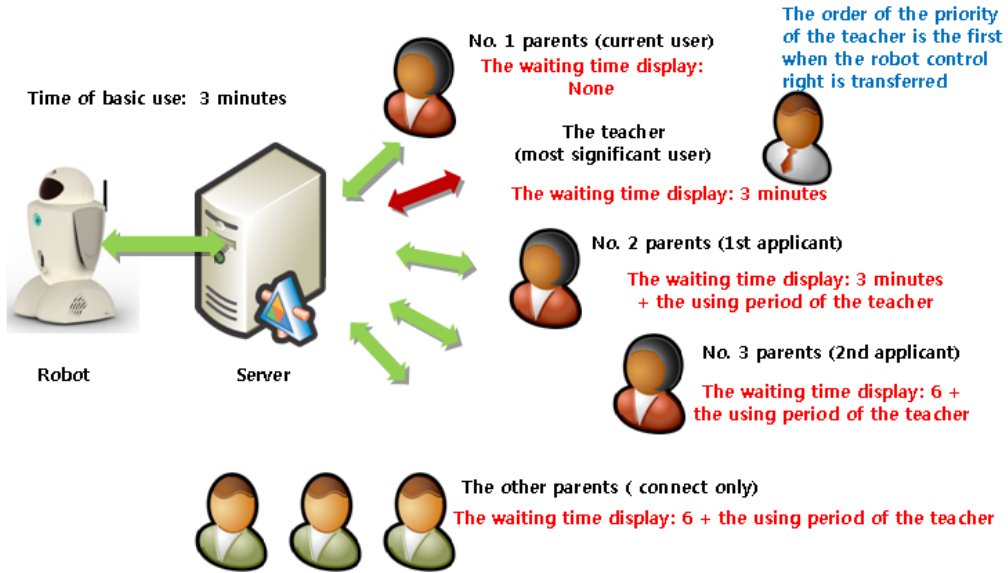 The order of the priority
of the teacher is the first
when the robot control
right is transferred
No. 1 parents (current user)
The waiting time display:
None
Time of basic use:  3 minutes
The teacher
(most significant user)
The waiting time display: 3 minutes
No. 2 parents (1st applicant)
The waiting time display: 3 minutes
+ the using period of the teacher
No. 3 parents (2nd applicant)
The waiting time display: 6 +
the using period of the teacher
Robot
Server
The other parents ( connect only)
The waiting time display: 6 + the using period of the teacher